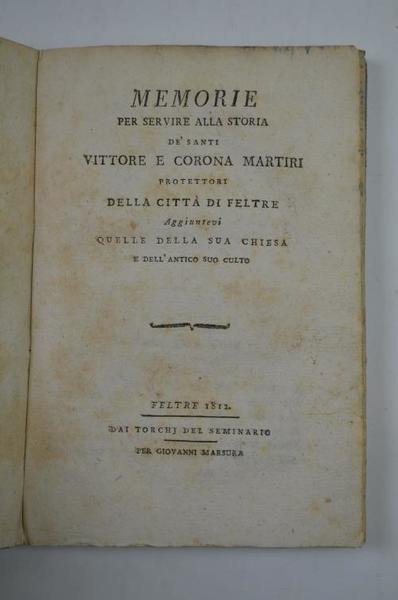 MEMORIE
PER SERVIRE ALLA STORIA
DE' SANTI
VITTORE E CORONA MARTIRI
PROTETTORI
DELLA CITTÀ DI FELTRE
Aggiuntevi
QUELLE DELLA SUA CHIESA
E DELL'ANTICO SUO CULTO
FELTRE 1812.
DAI TORCHJ DEL SEMINARIO
PER GIOVANNI MARSURA